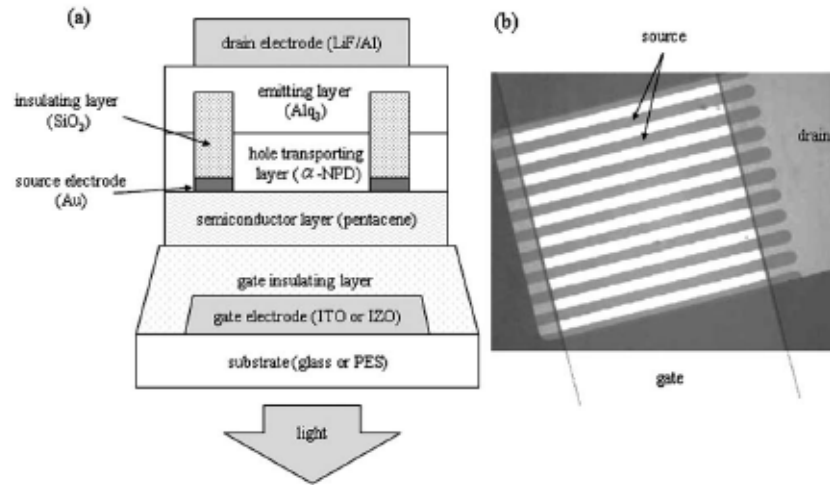 (a)
drain electrode (LiF/Al)
emitting layer
(Alq₃)
insulating layer
(SiO₂)
hole transporting
layer (α-NPD)
source electrode
(Au)
semiconductor layer (pentacene)
gate insulating layer
gate electrode (ITO or IZO)
substrate (glass or PES)
light
(b)
source
drain
gate